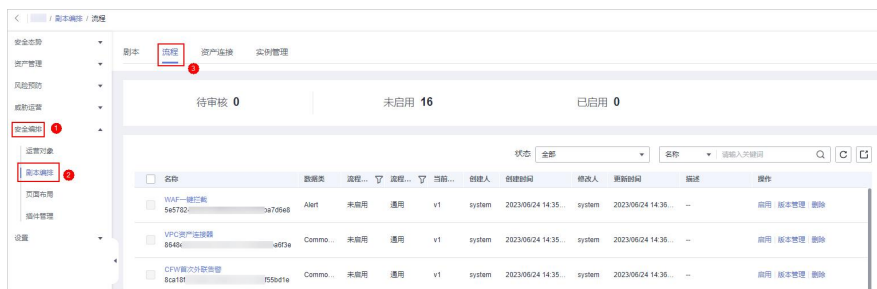 / 剧本编排 / 流程
安全态势
资产管理
风险预防
威胁运营
安全编排 1
运营对象
剧本编排 2
页面布局
插件管理
设置
剧本 流程 资产连接 实例管理
3
待审核 0 未启用 16 已启用 0
状态 全部 名称 请输入关键词
名称 数据类 流程... 流程... 当前... 创建人 创建时间 修改人 更新时间 描述 操作
WAF一键拦截 Alert 未启用 通用 v1 system 2023/06/24 14:35... system 2023/06/24 14:36... -- 启用 版本管理 删除
5e5782 ba7d6e8
VPC资产连接器 Commo... 未启用 通用 v1 system 2023/06/24 14:35... system 2023/06/24 14:36... -- 启用 版本管理 删除
8648 a6f3e
CFW首次外联告警 Commo... 未启用 通用 v1 system 2023/06/24 14:35... system 2023/06/24 14:36... -- 启用 版本管理 删除
8ca18f f55bd1e